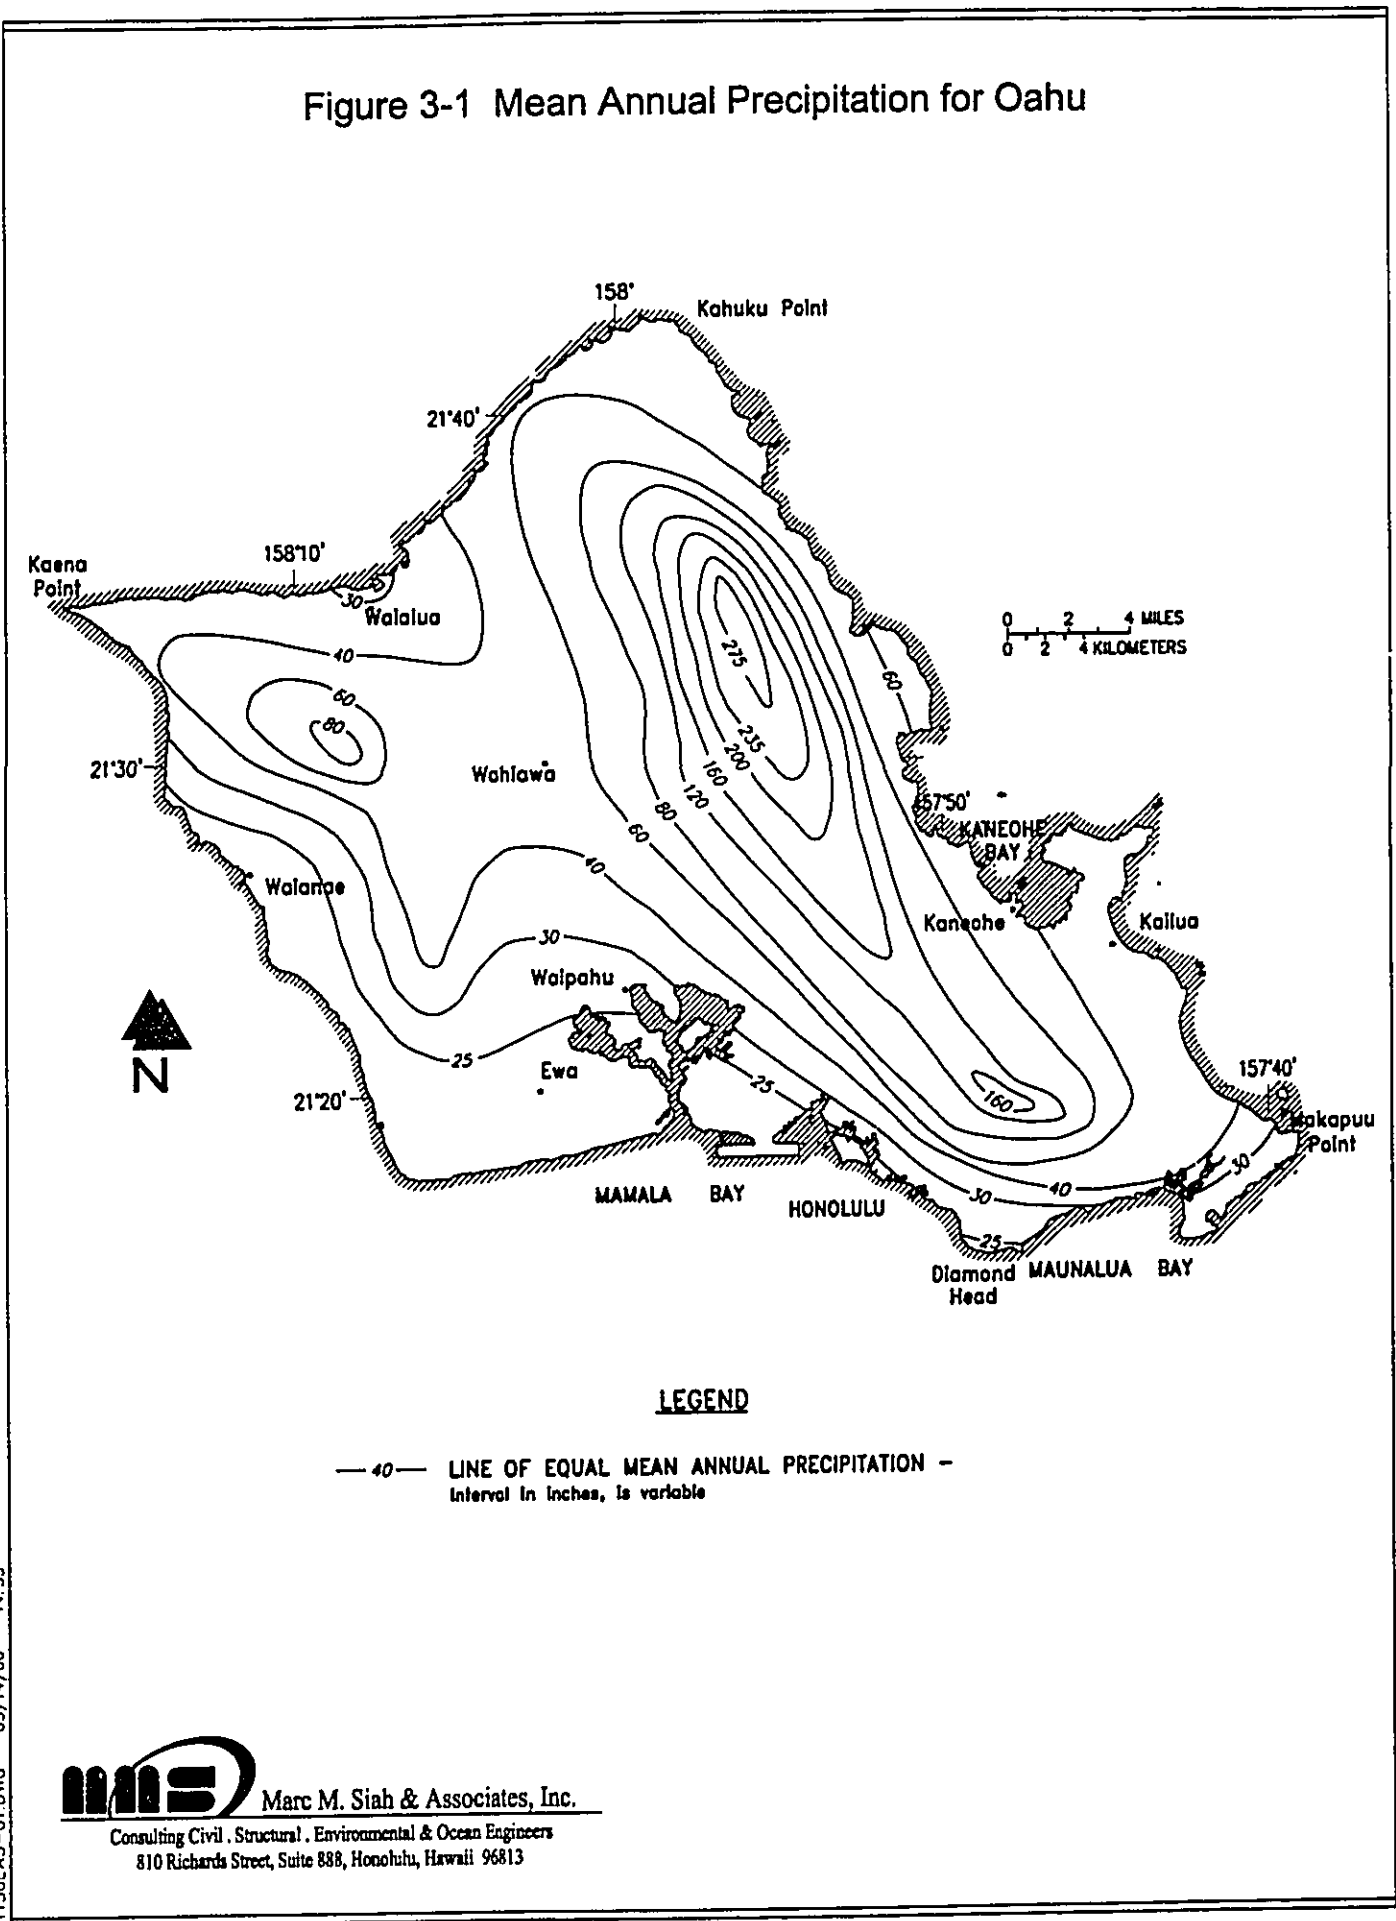 Figure 3-1 Mean Annual Precipitation for Oahu
158°
Kahuku Point
21°40'
158°10'
Kaena
Point
30
Waialua
0 2 4 MILES
0 2 4 KILOMETERS
40
60
80
275
60
235
200
160
120
80
60
21°30'
Wahiawa
157°50'
KANEOHE
BAY
40
Waianae
Kaneohe
Kailua
30
Waipahu
25
Ewa
25
157°40'
21°20'
160
Makapuu
Point
30
40
30
MAMALA BAY
HONOLULU
25
Diamond
Head
MAUNALUA BAY
N
LEGEND
—40— LINE OF EQUAL MEAN ANNUAL PRECIPITATION –
Interval in inches, is variable
Marc M. Siah & Associates, Inc.
Consulting Civil . Structural . Environmental & Ocean Engineers
810 Richards Street, Suite 888, Honolulu, Hawaii 96813